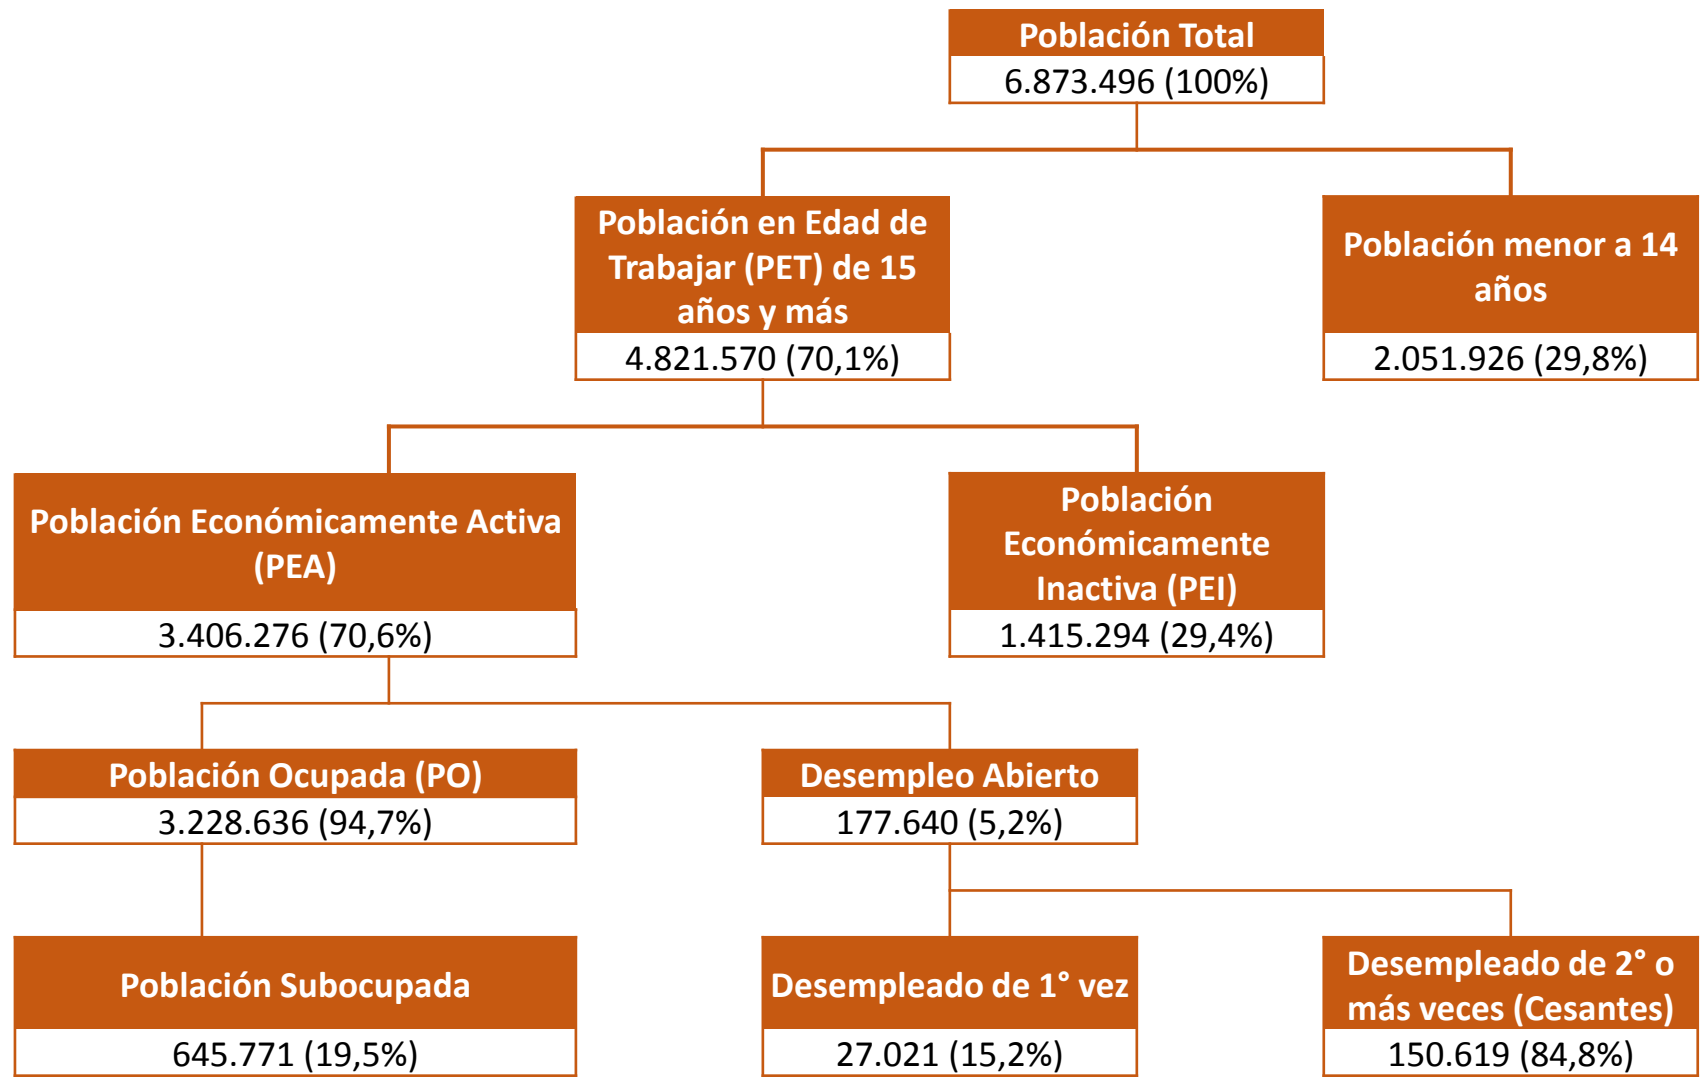 Población Total
6.873.496 (100%)
Población en Edad de
Trabajar (PET) de 15
años y más
4.821.570 (70,1%)
Población menor a 14
años
2.051.926 (29,8%)
Población Económicamente Activa
(PEA)
3.406.276 (70,6%)
Población
Económicamente
Inactiva (PEI)
1.415.294 (29,4%)
Población Ocupada (PO)
3.228.636 (94,7%)
Desempleo Abierto
177.640 (5,2%)
Población Subocupada
645.771 (19,5%)
Desempleado de 1° vez
27.021 (15,2%)
Desempleado de 2° o
más veces (Cesantes)
150.619 (84,8%)